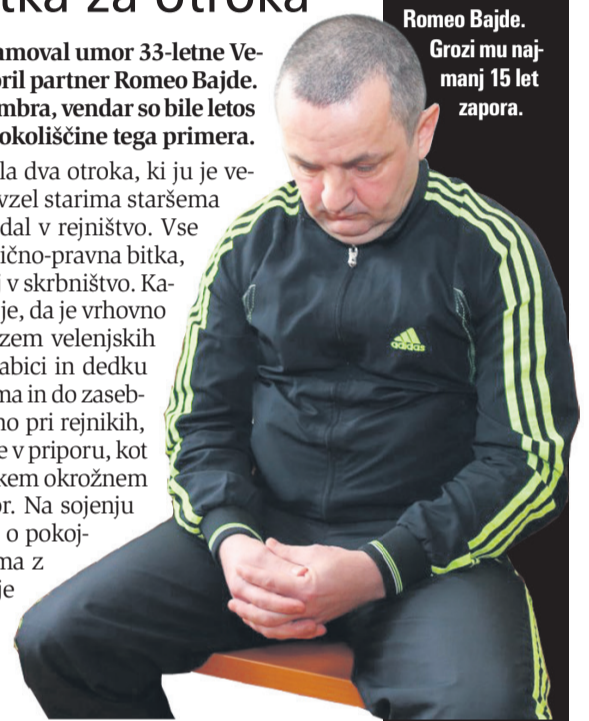 tka za otroka
Romeo Bajde.
Grozi mu naj-
manj 15 let
zapora.
amoval umor 33-letne Ve-
oril partner Romeo Bajde.
mbra, vendar so bile letos
okoliščine tega primera.
la dva otroka, ki ju je ve-
vzel starima staršema
dal v rejništvo. Vse
ično-pravna bitka,
j v skrbništvo. Ka-
je, da je vrhovno
zem velenjskih
abici in dedku
ma in do zaseb-
no pri rejnikih,
e v priporu, kot
kem okrožnem
or. Na sojenju
o pokoj-
ma z
je
adidas